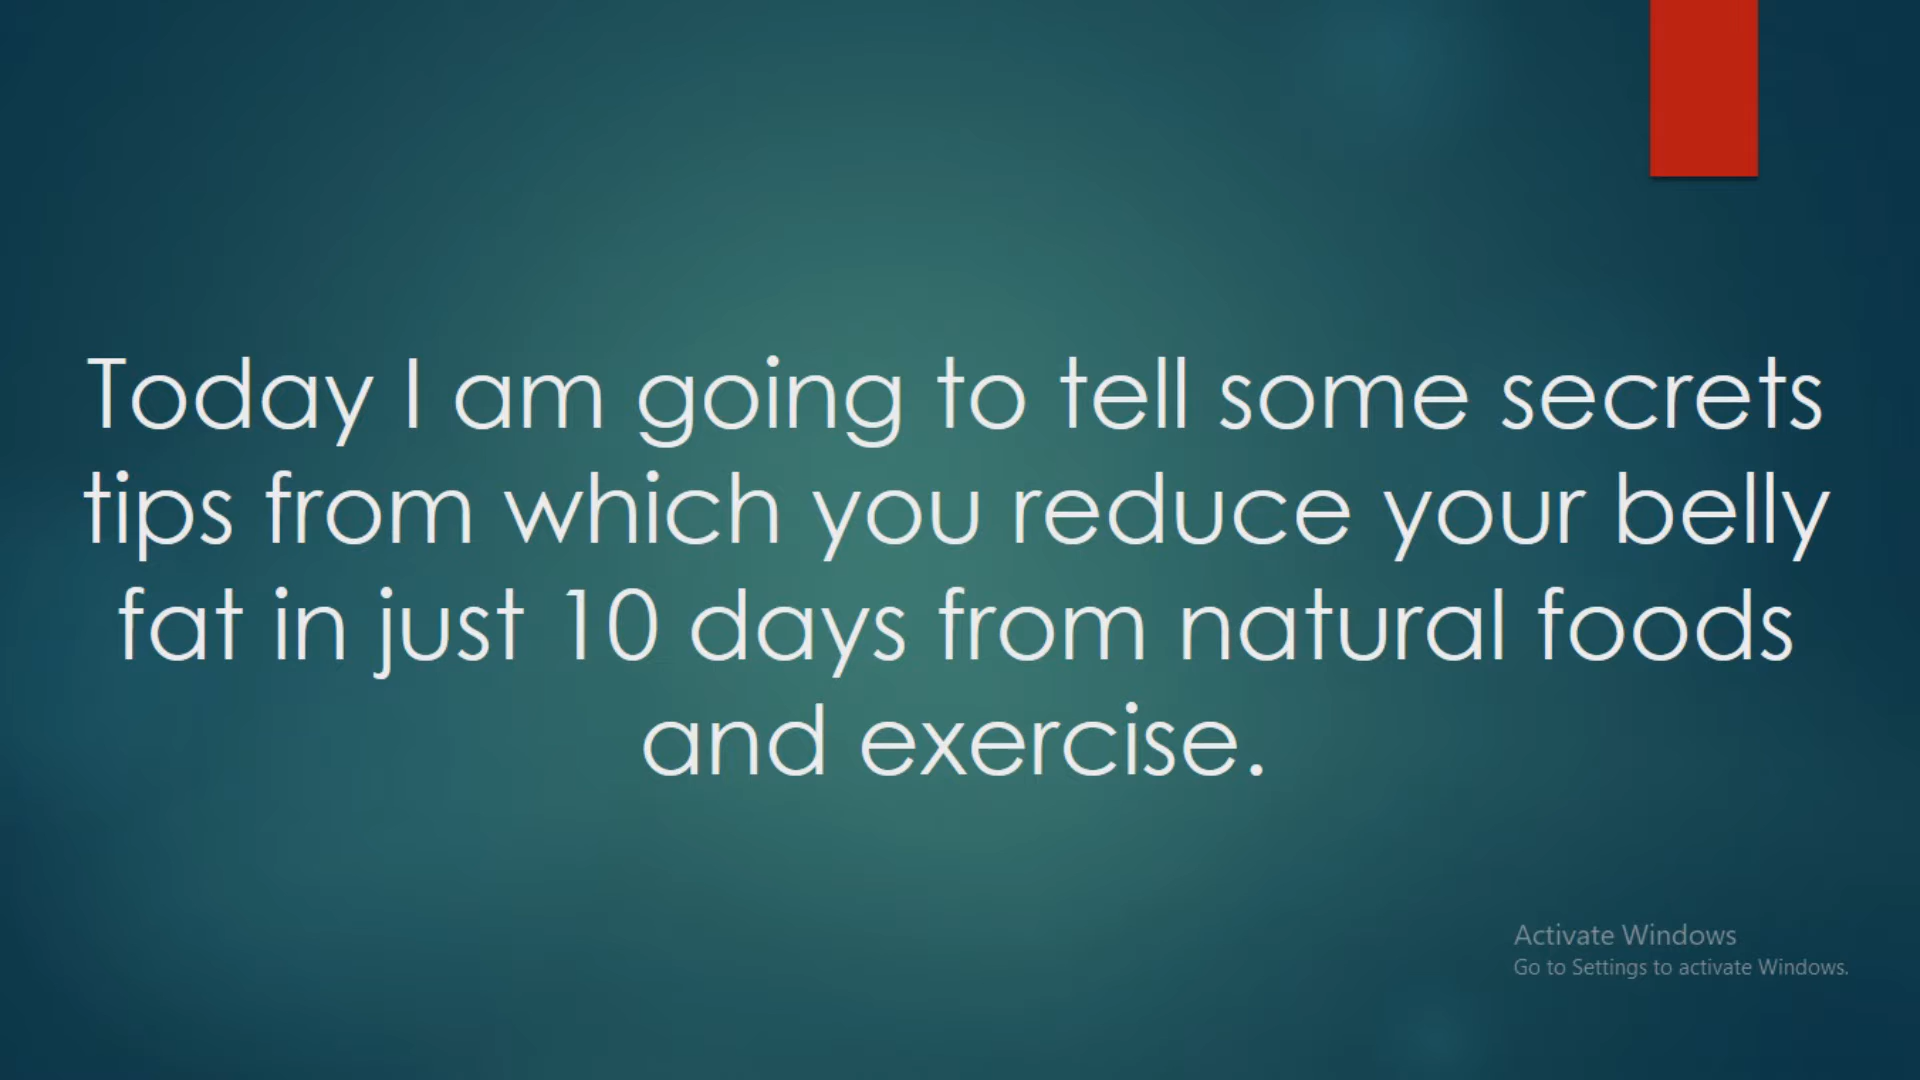 Today I am going to tell some secrets
tips from which you reduce your belly
fat in just 10 days from natural foods
and exercise.
Activate Windows
Go to Settings to activate Windows.